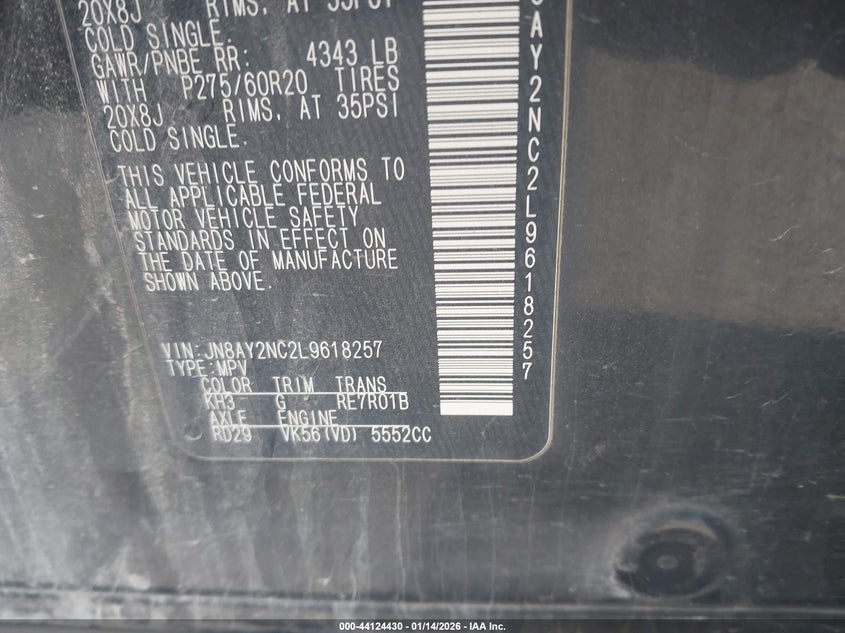 20X8J RIMS, AT 35PSI
COLD SINGLE.
GAWR/PNBE RR: 4343 LB
WITH P275/60R20 TIRES
20X8J RIMS, AT 35PSI
COLD SINGLE.
THIS VEHICLE CONFORMS TO
ALL APPLICABLE FEDERAL
MOTOR VEHICLE SAFETY
STANDARDS IN EFFECT ON
THE DATE OF MANUFACTURE
SHOWN ABOVE.
VIN:JN8AY2NC2L9618257
TYPE:MPV
COLOR TRIM TRANS
KH3 G RE7R01B
AXLE ENGINE
RD29 VK56(VD) 5552CC
8AY2NC2L9618257
000-44124430 - 01/14/2026 - IAA Inc.